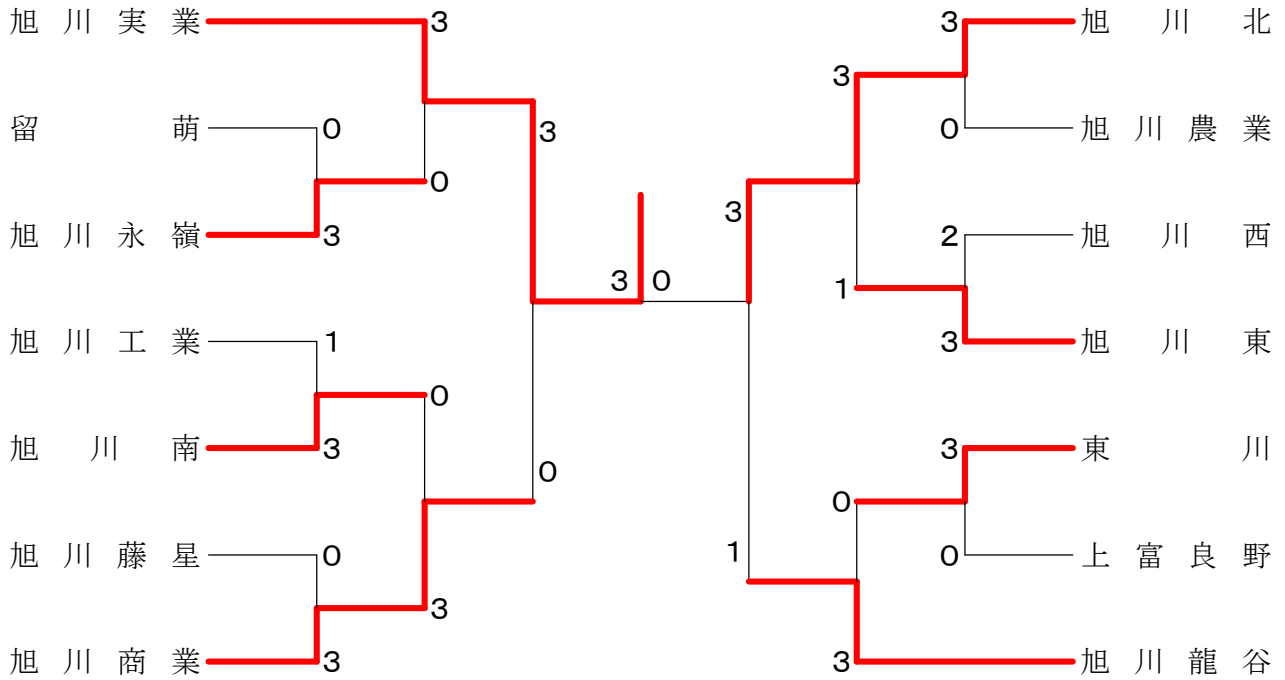 旭川実業 3 3 旭川北
3
留萌 0 3 0 旭川農業
0
旭川永嶺 3 3 2 旭川西
3 0
1
旭川工業 1 3 旭川東
0
旭川南 3 3 東川
0 0
旭川藤星 0 1 0 上富良野
3
旭川商業 3 3 旭川龍谷